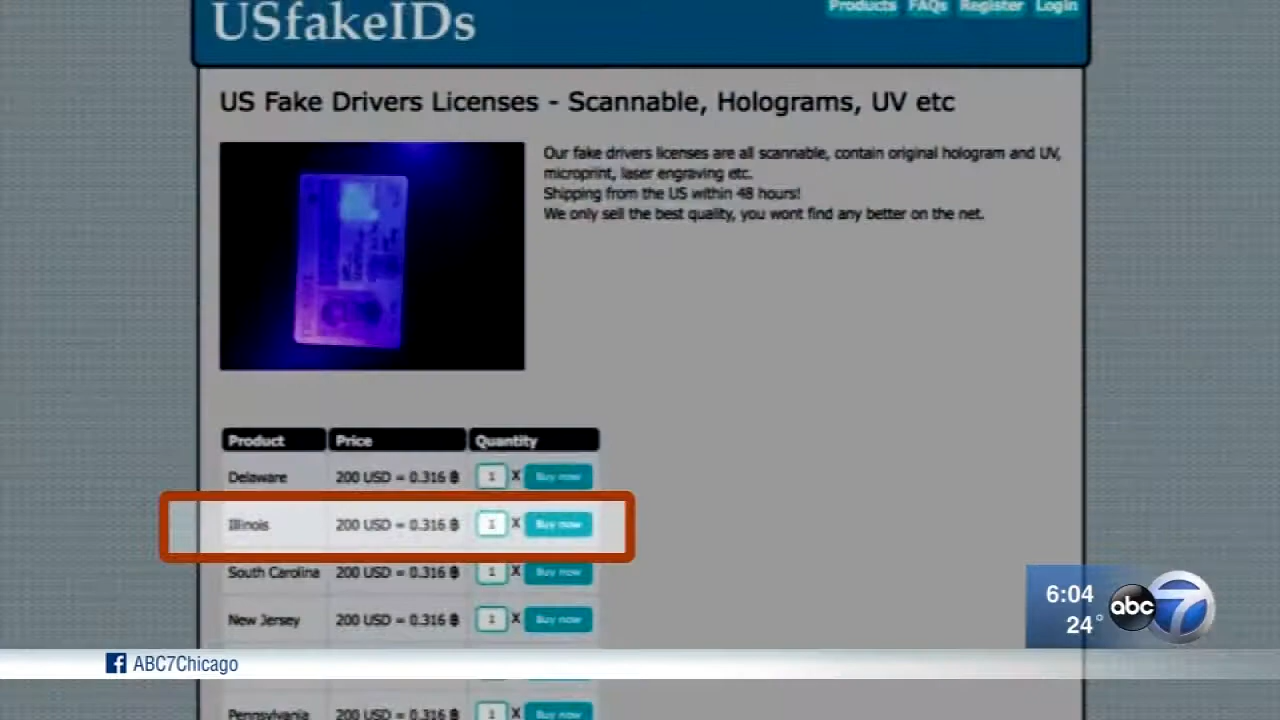 USfakeIDs
Products FAQs Register Login
US Fake Drivers Licenses - Scannable, Holograms, UV etc
Our fake drivers licenses are all scannable, contain original hologram and UV,
microprint, laser engraving etc.
Shipping from the US within 48 hours!
We only sell the best quality, you wont find any better on the net.
Product Price Quantity
Delaware 200 USD = 0.316 ฿ 1 X Buy now
Illinois 200 USD = 0.316 ฿ 1 X Buy now
South Carolina 200 USD = 0.316 ฿ 1 X Buy now
New Jersey 200 USD = 0.316 ฿ 1 X Buy now
Pennsylvania 200 USD = 0.316 ฿ 1 X Buy now
6:04
24°
abc 7
f ABC7Chicago